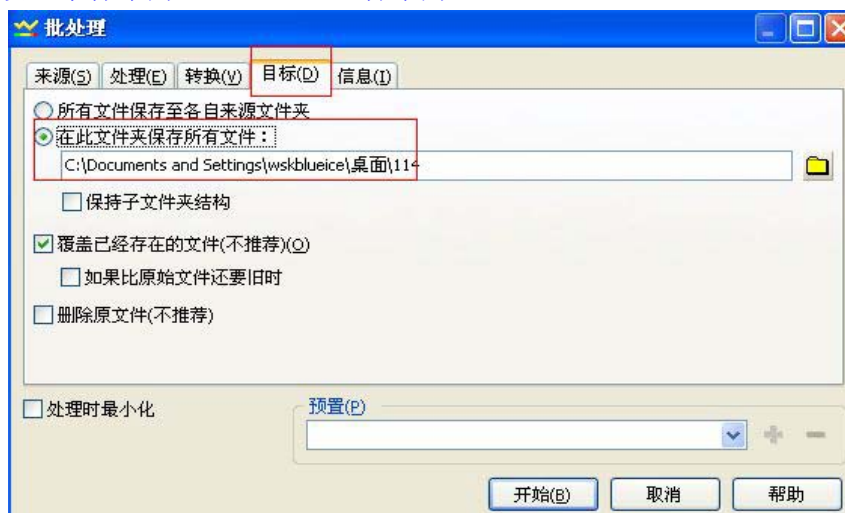 批处理
来源(S) 处理(E) 转换(V) 目标(D) 信息(I)
所有文件保存至各自来源文件夹
在此文件夹保存所有文件：
C:\Documents and Settings\wskblueice\桌面\114
保持子文件夹结构
覆盖已经存在的文件(不推荐)(O)
如果比原始文件还要旧时
删除原文件(不推荐)
处理时最小化
预置(P)
开始(B) 取消 帮助